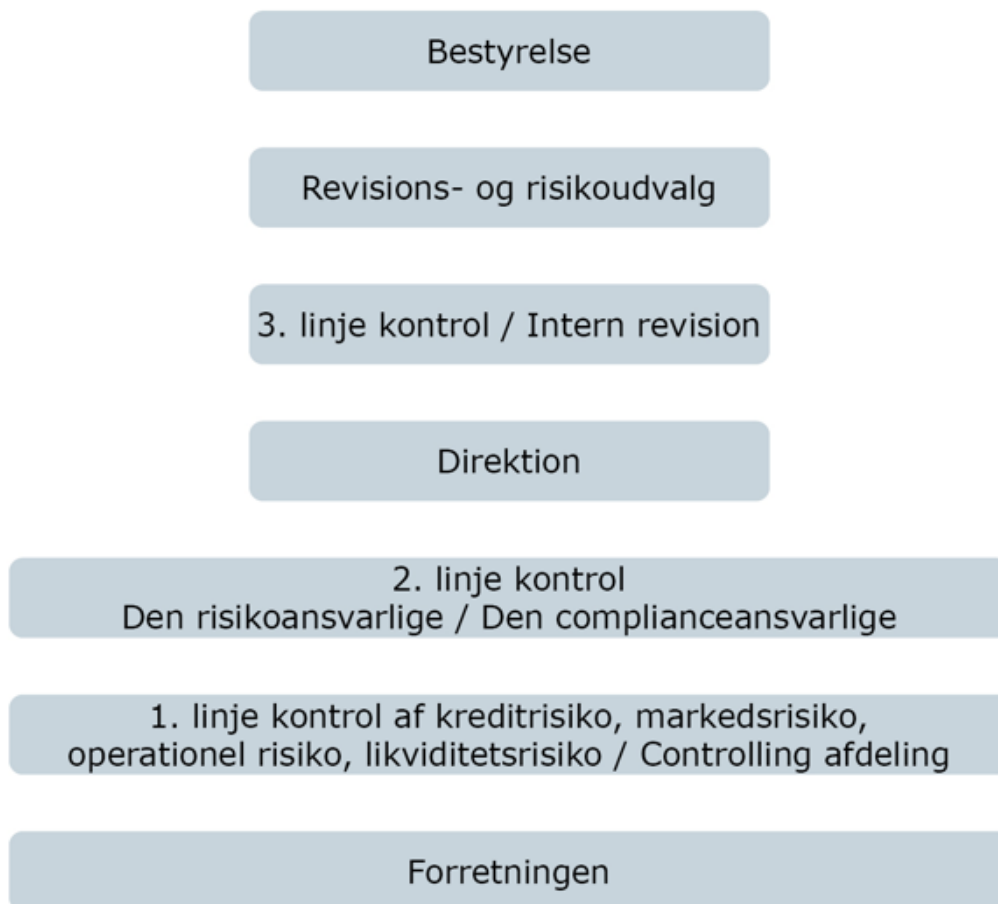 Bestyrelse
Revisions- og risikoudvalg
3. linje kontrol / Intern revision
Direktion
2. linje kontrol
Den risikoansvarlige / Den complianceansvarlige
1. linje kontrol af kreditrisiko, markedsrisiko,
operationel risiko, likviditetsrisiko / Controlling afdeling
Forretningen